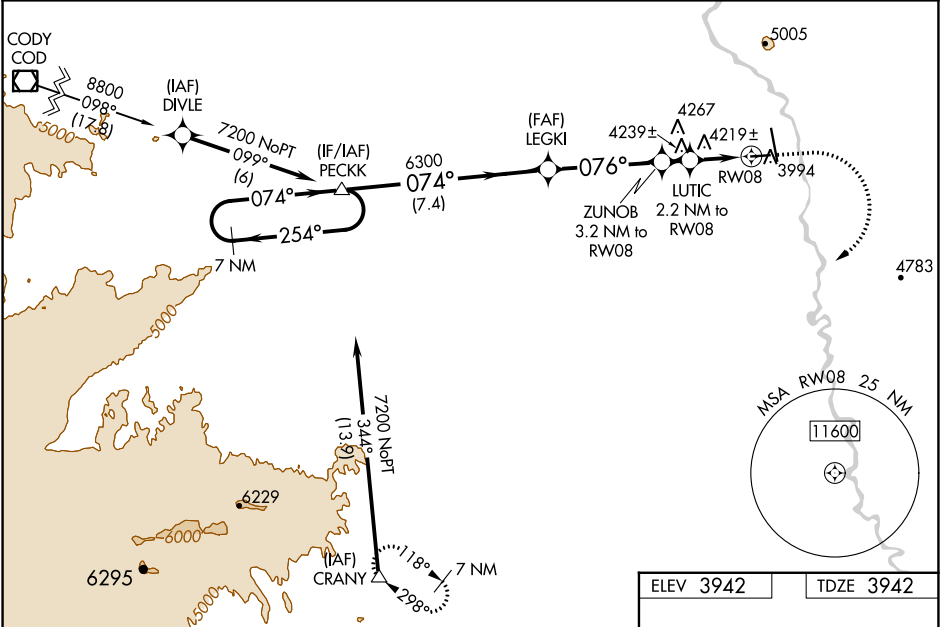 CODY
COD
8800
098°
(17.8)
5000
(IAF)
DIVLE
7200 NoPT
099°
(6)
(IF/IAF)
PECKK
074°
254°
7 NM
6300
074°
(7.4)
(FAF)
LEGKI
076°
4239±
4267
4219±
ZUNOB
3.2 NM to
RW08
LUTIC
2.2 NM to
RW08
RW08
3994
5005
4783
5000
7200 NoPT
344°
(13.9)
6229
6000
6295
5000
(IAF)
CRANY
118°
298°
7 NM
MSA RW08 25 NM
11600
ELEV 3942
TDZE 3942